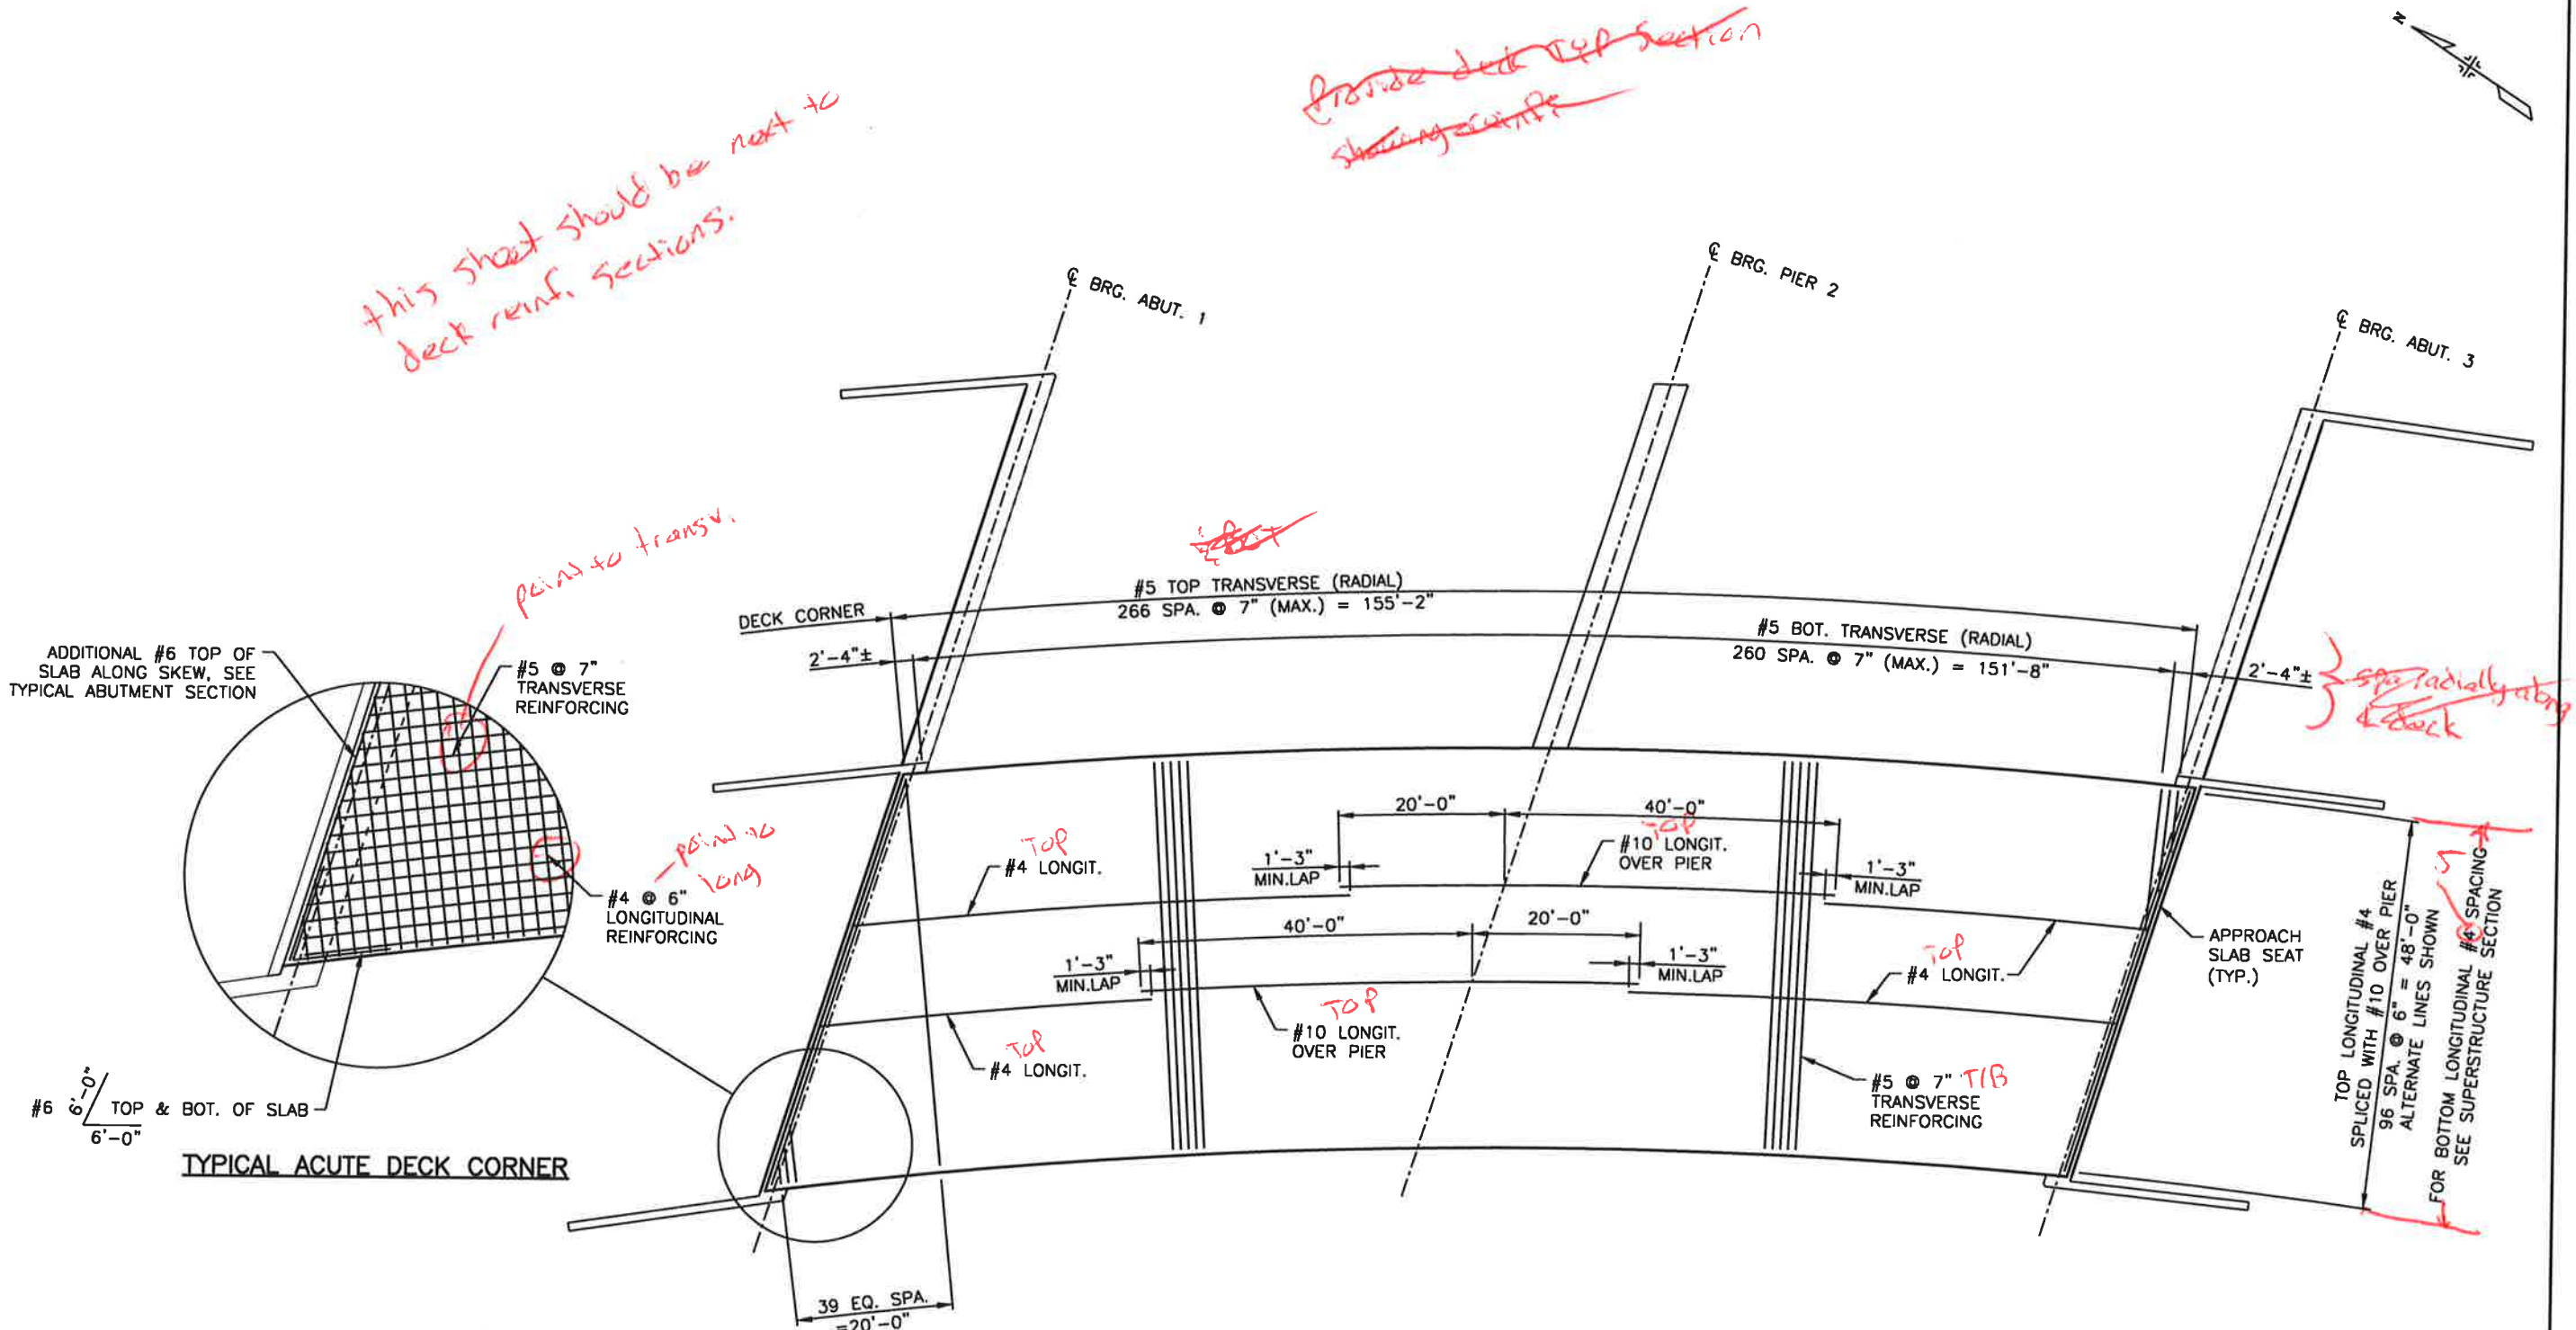 N
Provide deck Typ Section
showing reinf.
this sheet should be next to
deck reinf. sections.
℄ BRG. ABUT. 1
℄ BRG. PIER 2
℄ BRG. ABUT. 3
point to transv.
DECK CORNER
#5 TOP TRANSVERSE (RADIAL)
266 SPA. @ 7" (MAX.) = 155'-2"
2'-4"±
#5 BOT. TRANSVERSE (RADIAL)
260 SPA. @ 7" (MAX.) = 151'-8"
2'-4"±
radially along
℄ deck
ADDITIONAL #6 TOP OF
SLAB ALONG SKEW, SEE
TYPICAL ABUTMENT SECTION
#5 @ 7"
TRANSVERSE
REINFORCING
point to
long
#4 @ 6"
LONGITUDINAL
REINFORCING
#6 6'-0"
6'-0"
TOP & BOT. OF SLAB
TYPICAL ACUTE DECK CORNER
20'-0"
40'-0"
TOP
#4 LONGIT.
1'-3"
MIN.LAP
TOP
#10 LONGIT.
OVER PIER
1'-3"
MIN.LAP
40'-0"
20'-0"
1'-3"
MIN.LAP
1'-3"
MIN.LAP
TOP
#4 LONGIT.
TOP
#10 LONGIT.
OVER PIER
TOP
#4 LONGIT.
#5 @ 7" T/B
TRANSVERSE
REINFORCING
APPROACH
SLAB SEAT
(TYP.)
TOP LONGITUDINAL #4
SPLICED WITH #10 OVER PIER
96 SPA. @ 6" = 48'-0"
ALTERNATE LINES SHOWN
5
FOR BOTTOM LONGITUDINAL #4 SPACING
SEE SUPERSTRUCTURE SECTION
39 EQ. SPA.
=20'-0"